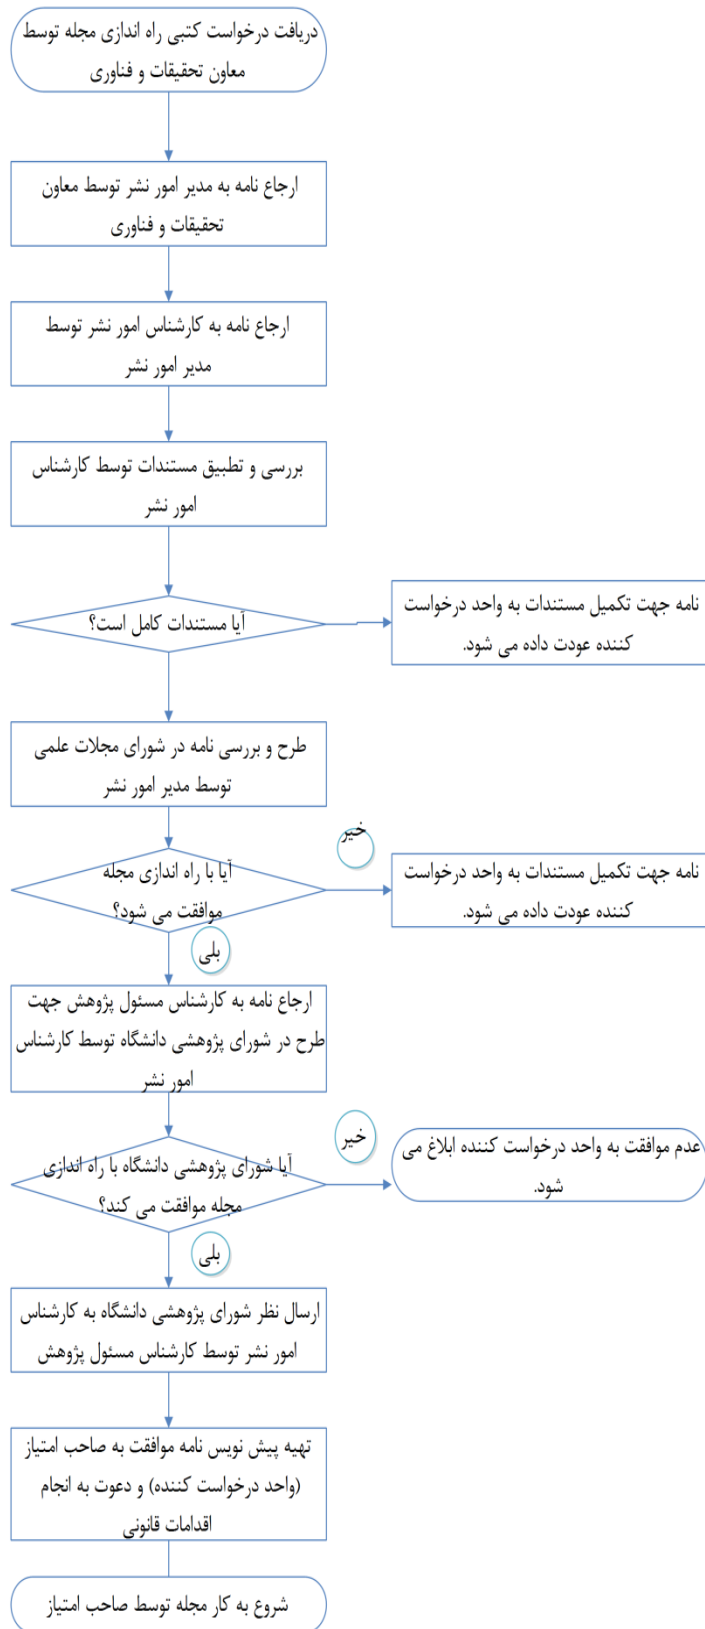 دریافت درخواست کتبی راه اندازی مجله توسط
معاون تحقیقات و فناوری
ارجاع نامه به مدیر امور نشر توسط معاون
تحقیقات و فناوری
ارجاع نامه به کارشناس امور نشر توسط
مدیر امور نشر
بررسی و تطبیق مستندات توسط کارشناس
امور نشر
آیا مستندات کامل است؟
نامه جهت تکمیل مستندات به واحد درخواست
کننده عودت داده می شود.
طرح و بررسی نامه در شورای مجلات علمی
توسط مدیر امور نشر
آیا با راه اندازی مجله
موافقت می شود؟
خیر
نامه جهت تکمیل مستندات به واحد درخواست
کننده عودت داده می شود.
بلی
ارجاع نامه به کارشناس مسئول پژوهش جهت
طرح در شورای پژوهشی دانشگاه توسط کارشناس
امور نشر
آیا شورای پژوهشی دانشگاه با راه اندازی
مجله موافقت می کند؟
خیر
عدم موافقت به واحد درخواست کننده ابلاغ می
شود.
بلی
ارسال نظر شورای پژوهشی دانشگاه به کارشناس
امور نشر توسط کارشناس مسئول پژوهش
تهیه پیش نویس نامه موافقت به صاحب امتیاز
(واحد درخواست کننده) و دعوت به انجام
اقدامات قانونی
شروع به کار مجله توسط صاحب امتیاز